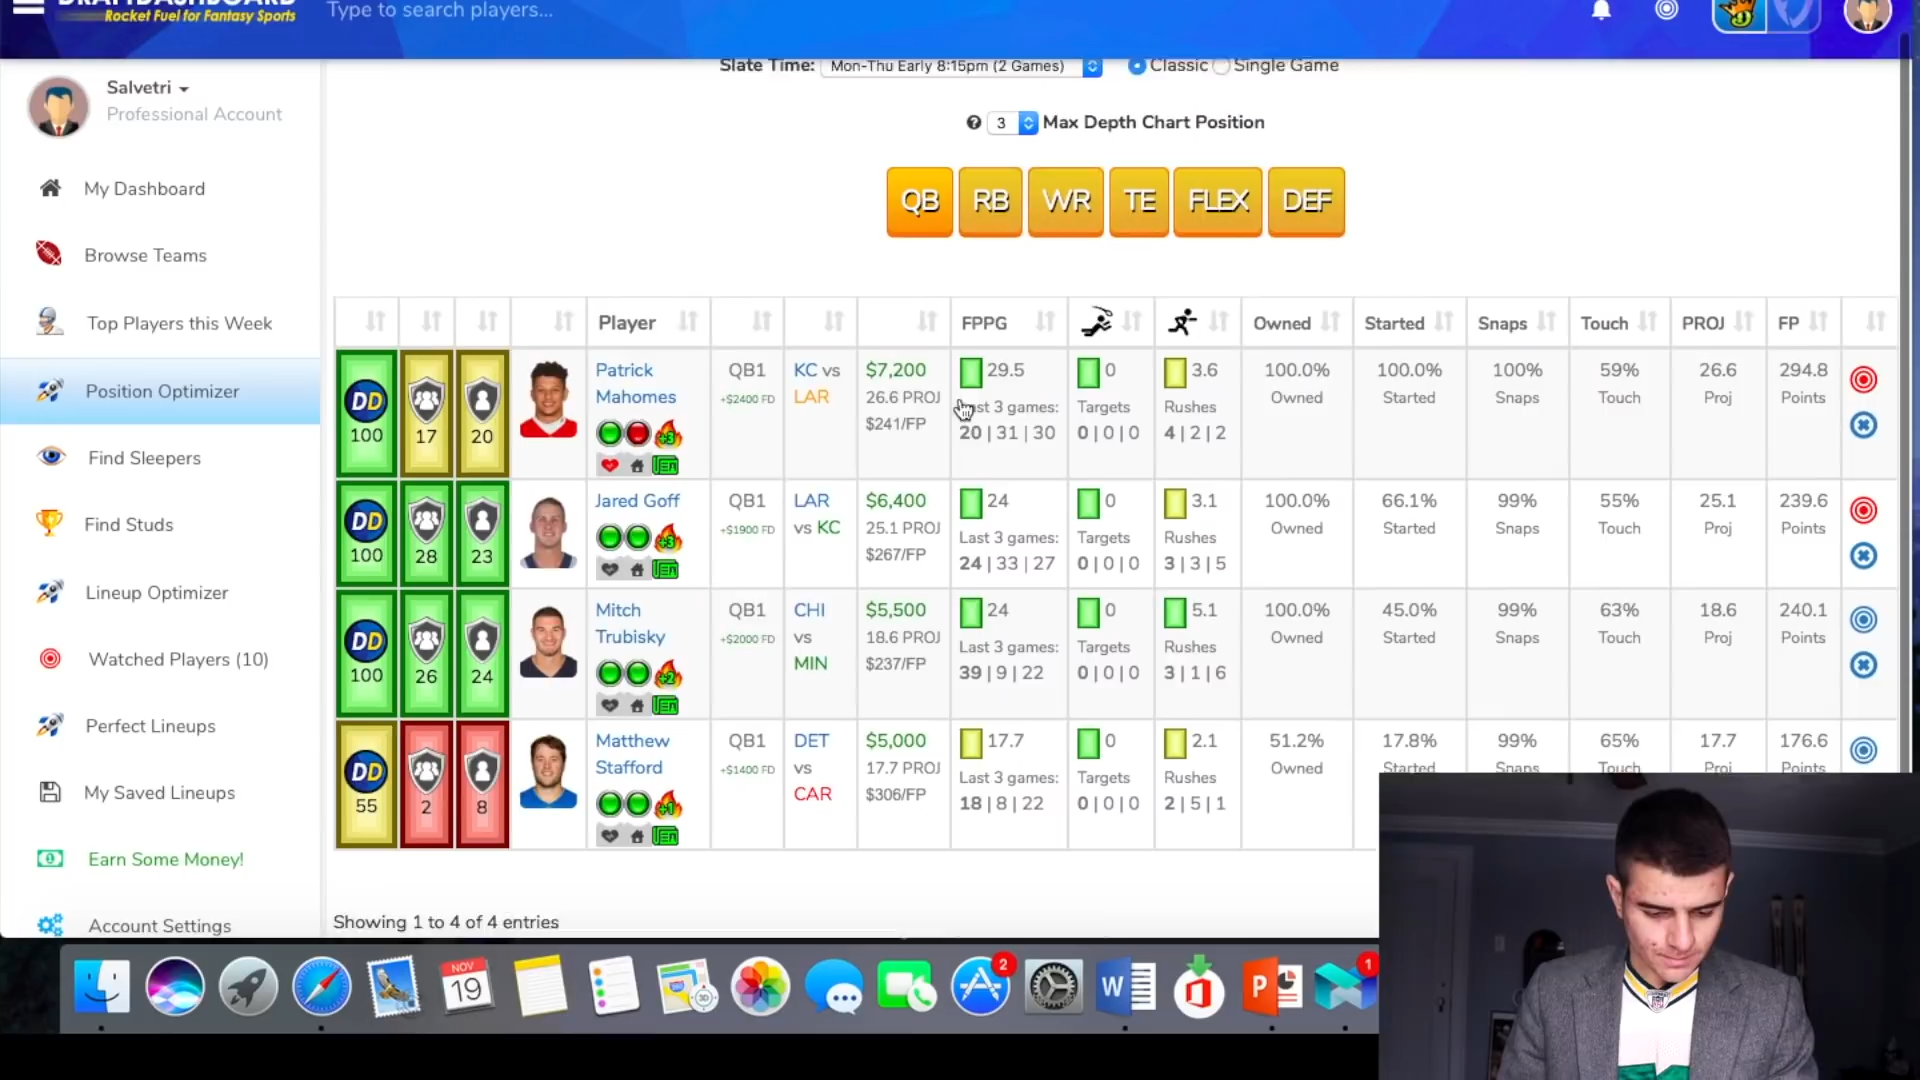 DRAFTDASHBOARD
Rocket Fuel for Fantasy Sports
Type to search players...
Slate Time: Mon-Thu Early 8:15pm (2 Games) Classic Single Game
3 Max Depth Chart Position
QB RB WR TE FLEX DEF
Salvetri
Professional Account
My Dashboard
Browse Teams
Top Players this Week
Position Optimizer
Find Sleepers
Find Studs
Lineup Optimizer
Watched Players (10)
Perfect Lineups
My Saved Lineups
Earn Some Money!
Account Settings
Player FPPG Owned Started Snaps Touch PROJ FP
DD 100 17 20 Patrick Mahomes +3 QB1 +$2400 FD KC vs LAR $7,200 26.6 PROJ $241/FP 29.5 st 3 games: 20 | 31 | 30 0 Targets 0 | 0 | 0 3.6 Rushes 4 | 2 | 2 100.0% Owned 100.0% Started 100% Snaps 59% Touch 26.6 Proj 294.8 Points
DD 100 28 23 Jared Goff +3 QB1 +$1900 FD LAR vs KC $6,400 25.1 PROJ $267/FP 24 Last 3 games: 24 | 33 | 27 0 Targets 0 | 0 | 0 3.1 Rushes 3 | 3 | 5 100.0% Owned 66.1% Started 99% Snaps 55% Touch 25.1 Proj 239.6 Points
DD 100 26 24 Mitch Trubisky +2 QB1 +$2000 FD CHI vs MIN $5,500 18.6 PROJ $237/FP 24 Last 3 games: 39 | 9 | 22 0 Targets 0 | 0 | 0 5.1 Rushes 3 | 1 | 6 100.0% Owned 45.0% Started 99% Snaps 63% Touch 18.6 Proj 240.1 Points
DD 55 2 8 Matthew Stafford +1 QB1 +$1400 FD DET vs CAR $5,000 17.7 PROJ $306/FP 17.7 Last 3 games: 18 | 8 | 22 0 Targets 0 | 0 | 0 2.1 Rushes 2 | 5 | 1 51.2% Owned 17.8% Started 99% Snaps 65% Touch 17.7 Proj 176.6 Points
Showing 1 to 4 of 4 entries
NOV
19
3D
2
W
P
1